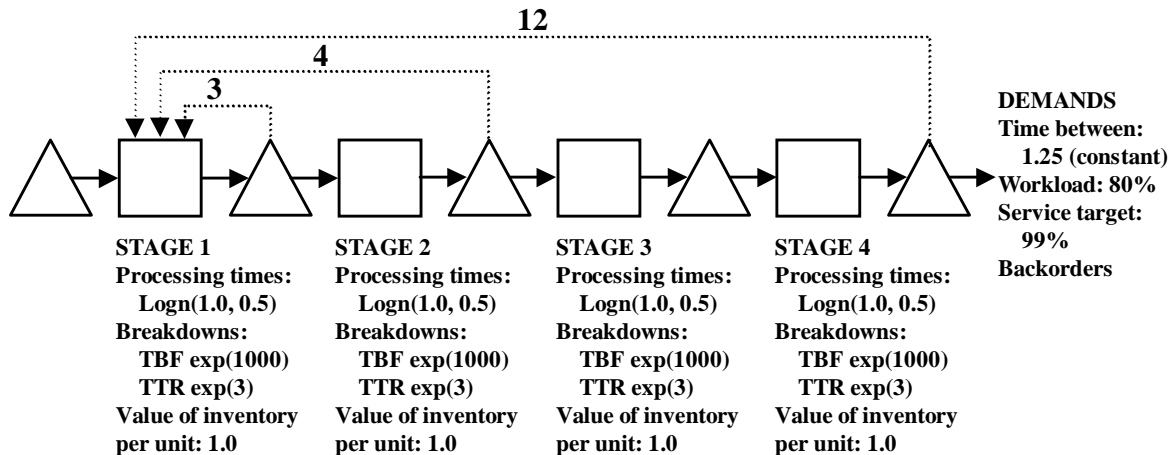 12
4
3
DEMANDS
Time between:
1.25 (constant)
Workload: 80%
Service target:
99%
Backorders
STAGE 1
Processing times:
Logn(1.0, 0.5)
Breakdowns:
TBF exp(1000)
TTR exp(3)
Value of inventory
per unit: 1.0
STAGE 2
Processing times:
Logn(1.0, 0.5)
Breakdowns:
TBF exp(1000)
TTR exp(3)
Value of inventory
per unit: 1.0
STAGE 3
Processing times:
Logn(1.0, 0.5)
Breakdowns:
TBF exp(1000)
TTR exp(3)
Value of inventory
per unit: 1.0
STAGE 4
Processing times:
Logn(1.0, 0.5)
Breakdowns:
TBF exp(1000)
TTR exp(3)
Value of inventory
per unit: 1.0